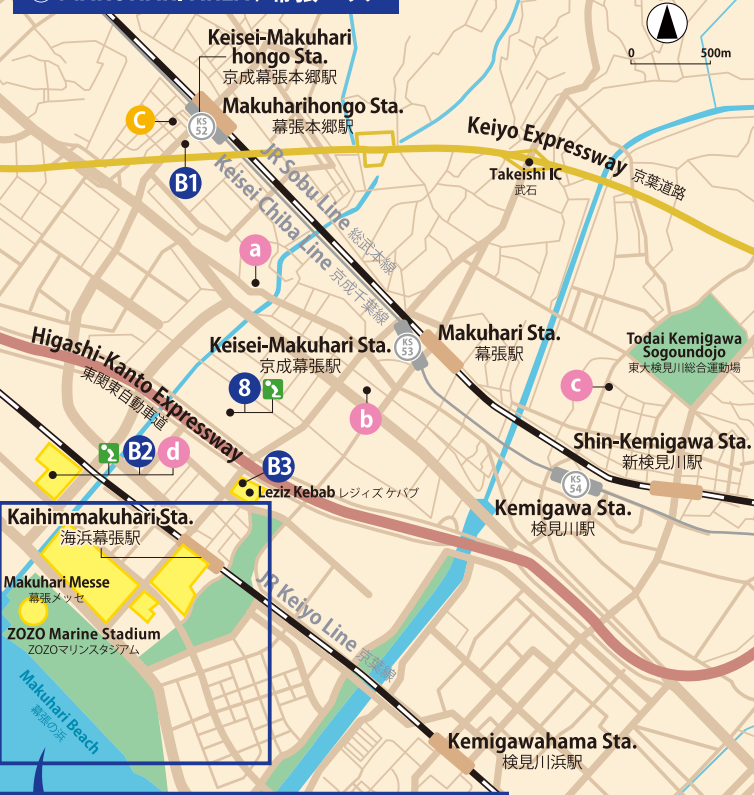 Keisei-Makuhari
hongo Sta.
京成幕張本郷駅
0 500m
C
KS
52
Makuharihongo Sta.
幕張本郷駅
B1
Keiyo Expressway 京葉道路
Takeishi IC
武石
JR Sobu Line 総武本線
Keisei Chiba Line 京成千葉線
a
Higashi-Kanto Expressway
東関東自動車道
Keisei-Makuhari Sta.
京成幕張駅
KS
53
Makuhari Sta.
幕張駅
Todai Kemigawa
Sogoundojo
東大検見川総合運動場
8
b
c
B2
d
B3
Leziz Kebab レジィズ ケバブ
Shin-Kemigawa Sta.
新検見川駅
KS
54
Kemigawa Sta.
検見川駅
Kaihimmakuhari Sta.
海浜幕張駅
Makuhari Messe
幕張メッセ
ZOZO Marine Stadium
ZOZOマリンスタジアム
JR Keiyo Line 京葉線
Makuhari Beach
幕張の浜
Kemigawahama Sta.
検見川浜駅